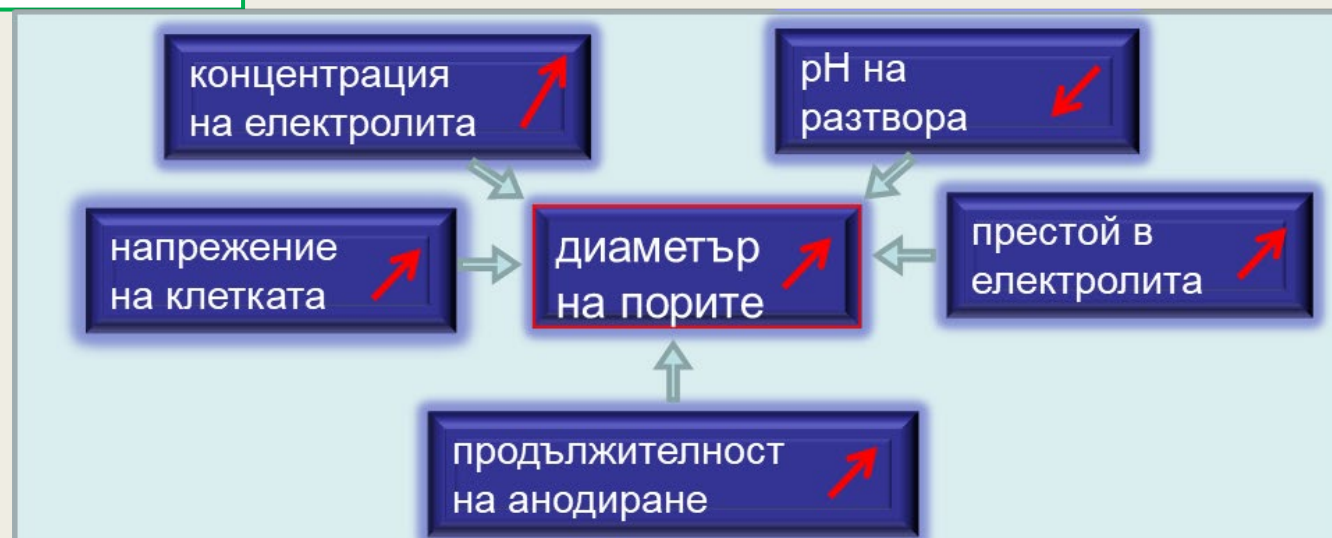 концентрация
на електролита
pH на
разтвора
напрежение
на клетката
диаметър
на порите
престой в
електролита
продължителност
на анодиране